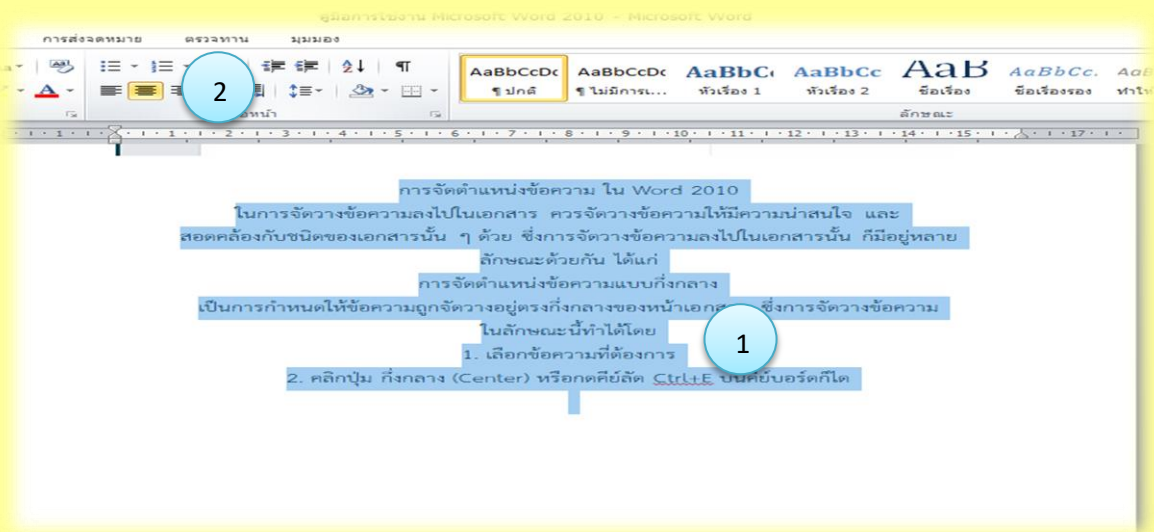 คู่มือการใช้งาน Microsoft Word 2010 - Microsoft Word
การส่งจดหมาย ตรวจทาน มุมมอง
2
AaBbCcDc AaBbCcDc AaBbC AaBbCc AaB AaBbCc. AaB
¶ ปกติ ¶ ไม่มีการเ... หัวเรื่อง 1 หัวเรื่อง 2 ชื่อเรื่อง ชื่อเรื่องรอง
ลักษณะ
1 1 2 3 4 5 6 7 8 9 10 11 12 13 14 15 17
การจัดตำแหน่งข้อความ ใน Word 2010
ในการจัดวางข้อความลงไปในเอกสาร ควรจัดวางข้อความให้มีความน่าสนใจ และ
สอดคล้องกับชนิดของเอกสารนั้น ๆ ด้วย ซึ่งการจัดวางข้อความลงไปในเอกสารนั้น ก็มีอยู่หลาย
ลักษณะด้วยกัน ได้แก่
การจัดตำแหน่งข้อความแบบกึ่งกลาง
เป็นการกำหนดให้ข้อความถูกจัดวางอยู่ตรงกึ่งกลางของหน้าเอกสาร ซึ่งการจัดวางข้อความ
ในลักษณะนี้ทำได้โดย
1
1. เลือกข้อความที่ต้องการ
2. คลิกปุ่ม กึ่งกลาง (Center) หรือกดคีย์ลัด Ctrl+E บนคีย์บอร์ดก็ได